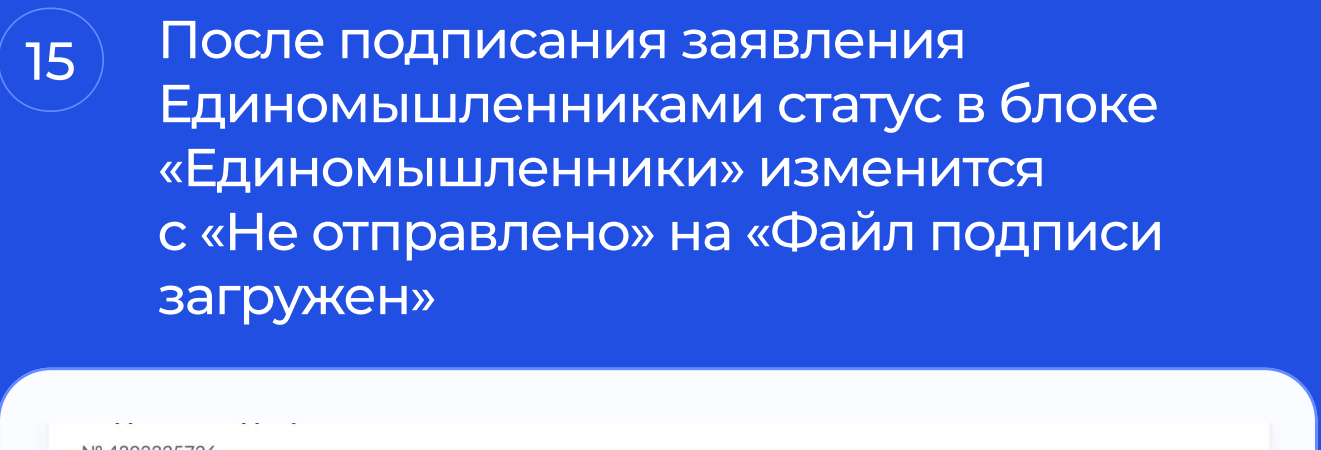 15
После подписания заявления
Единомышленниками статус в блоке
«Единомышленники» изменится
с «Не отправлено» на «Файл подписи
загружен»